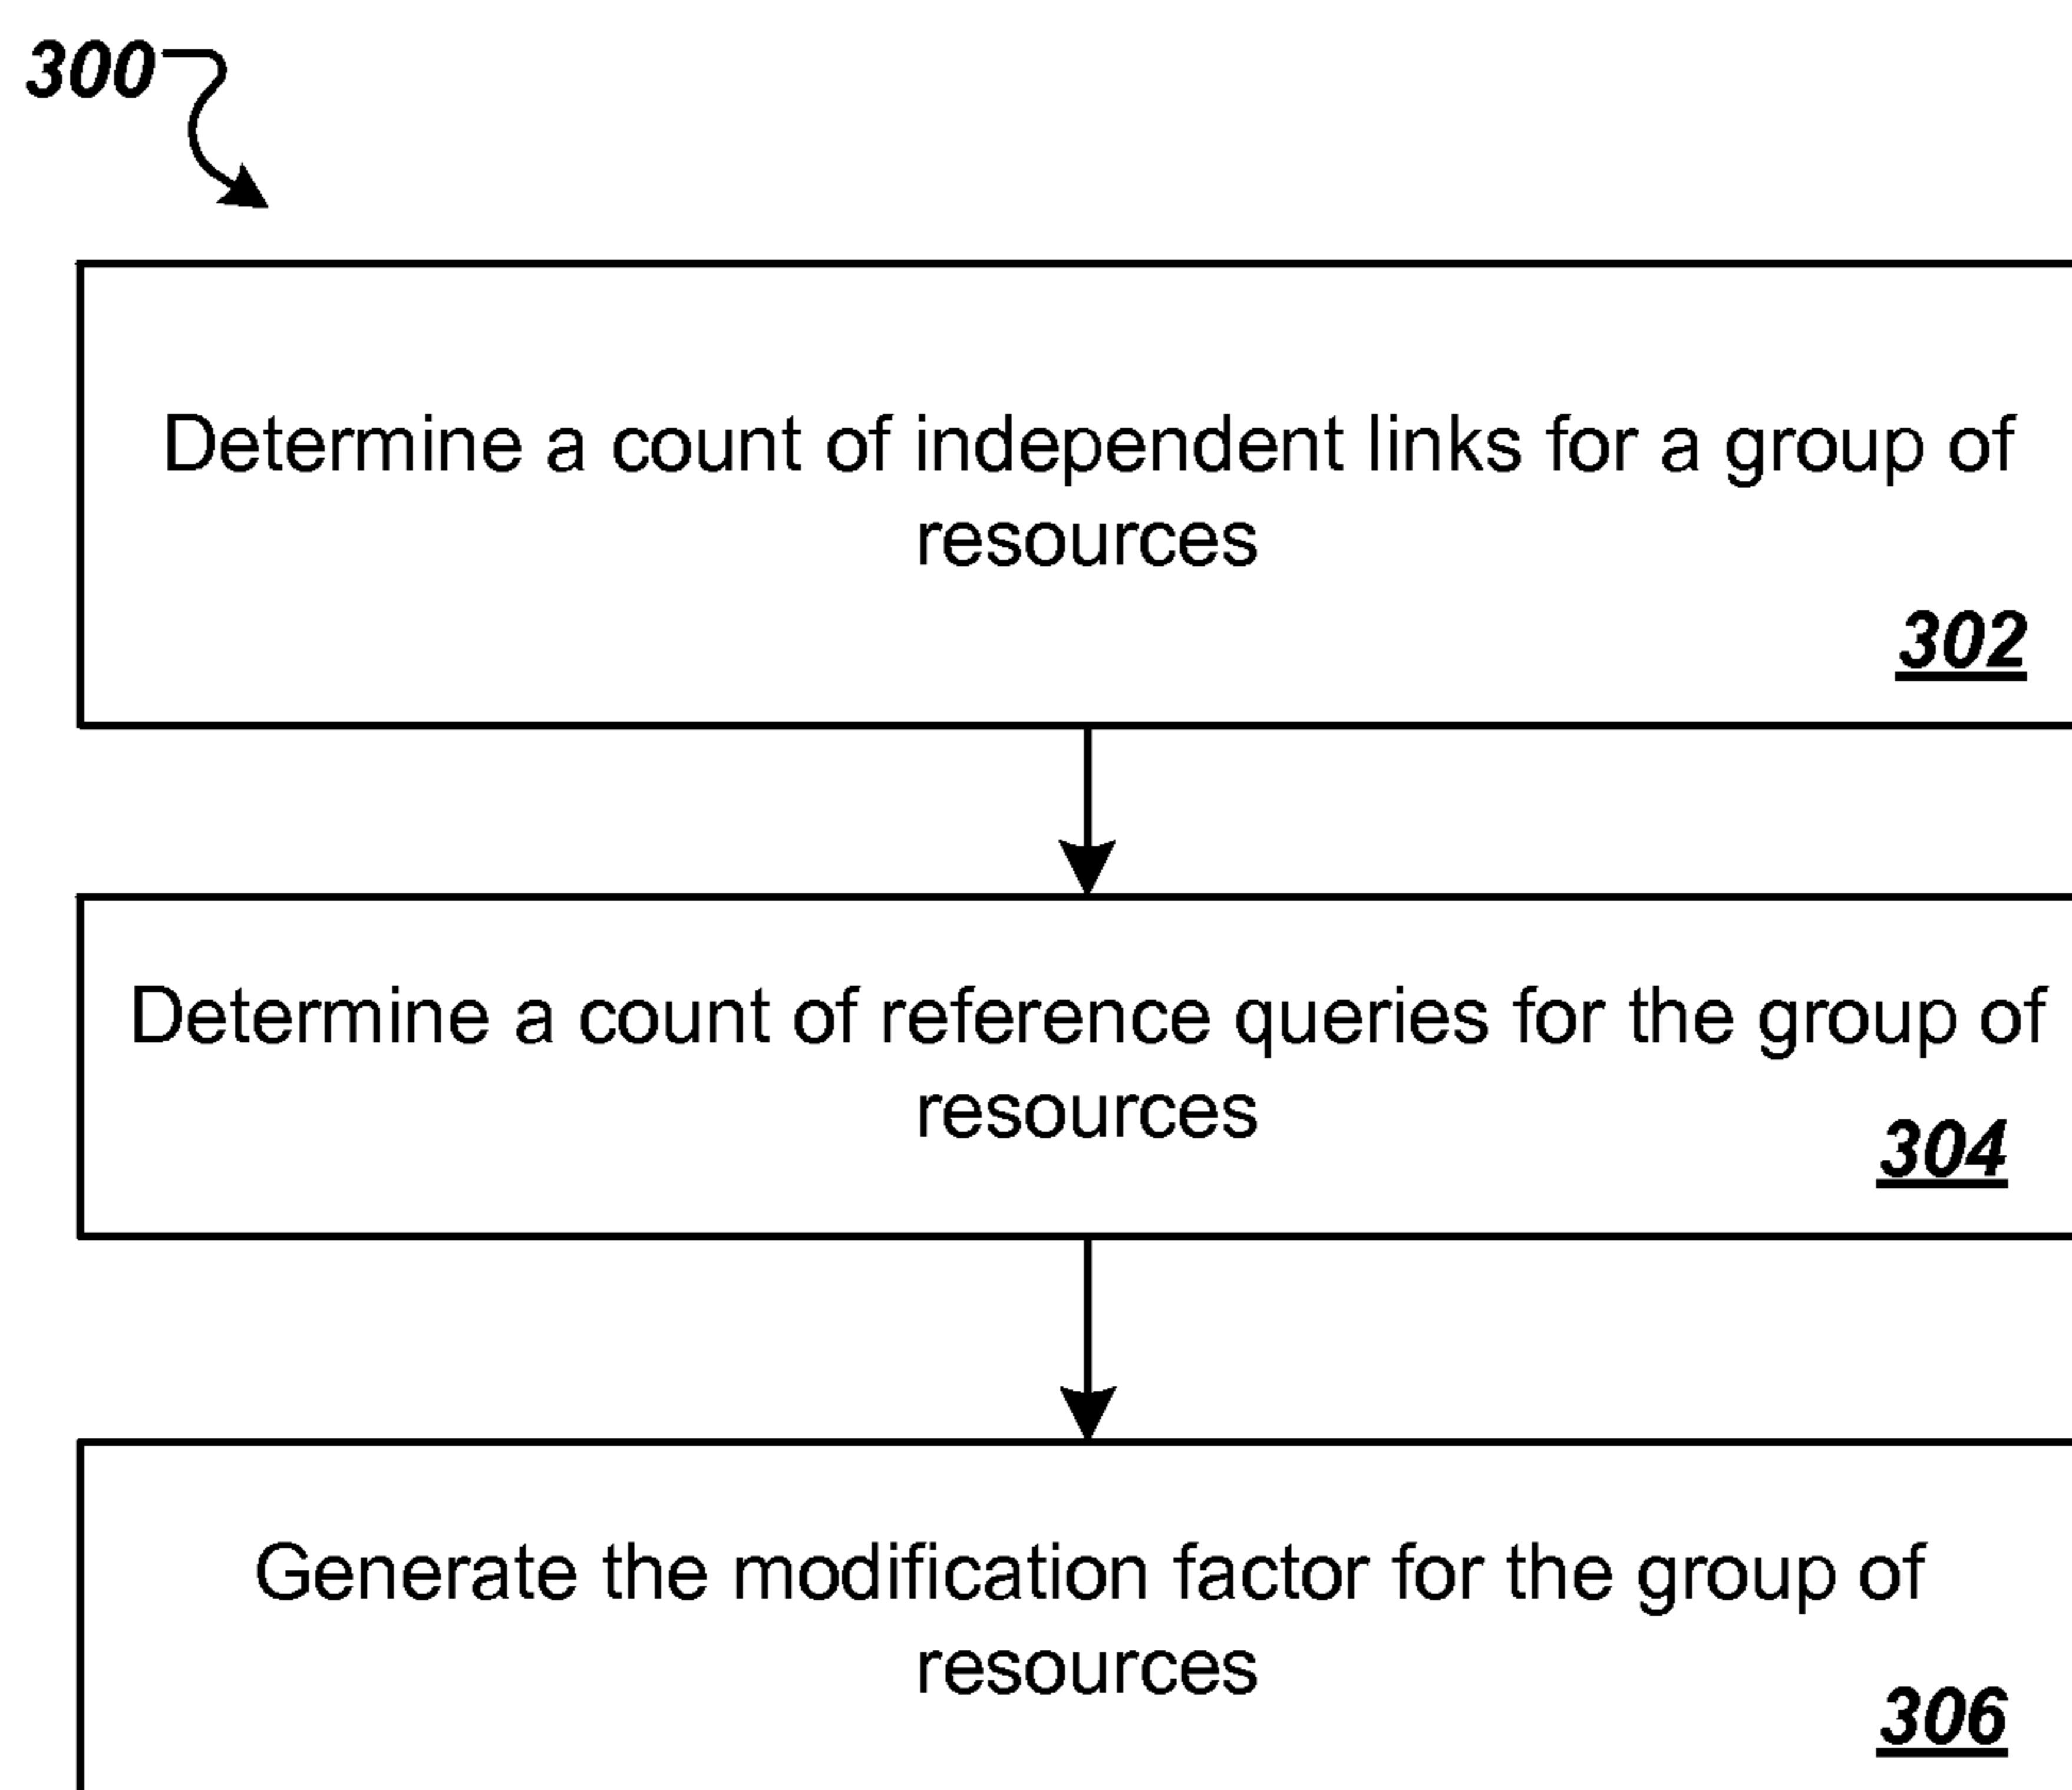 300
Determine a count of independent links for a group of
resources
302
Determine a count of reference queries for the group of
resources
304
Generate the modification factor for the group of
resources
306